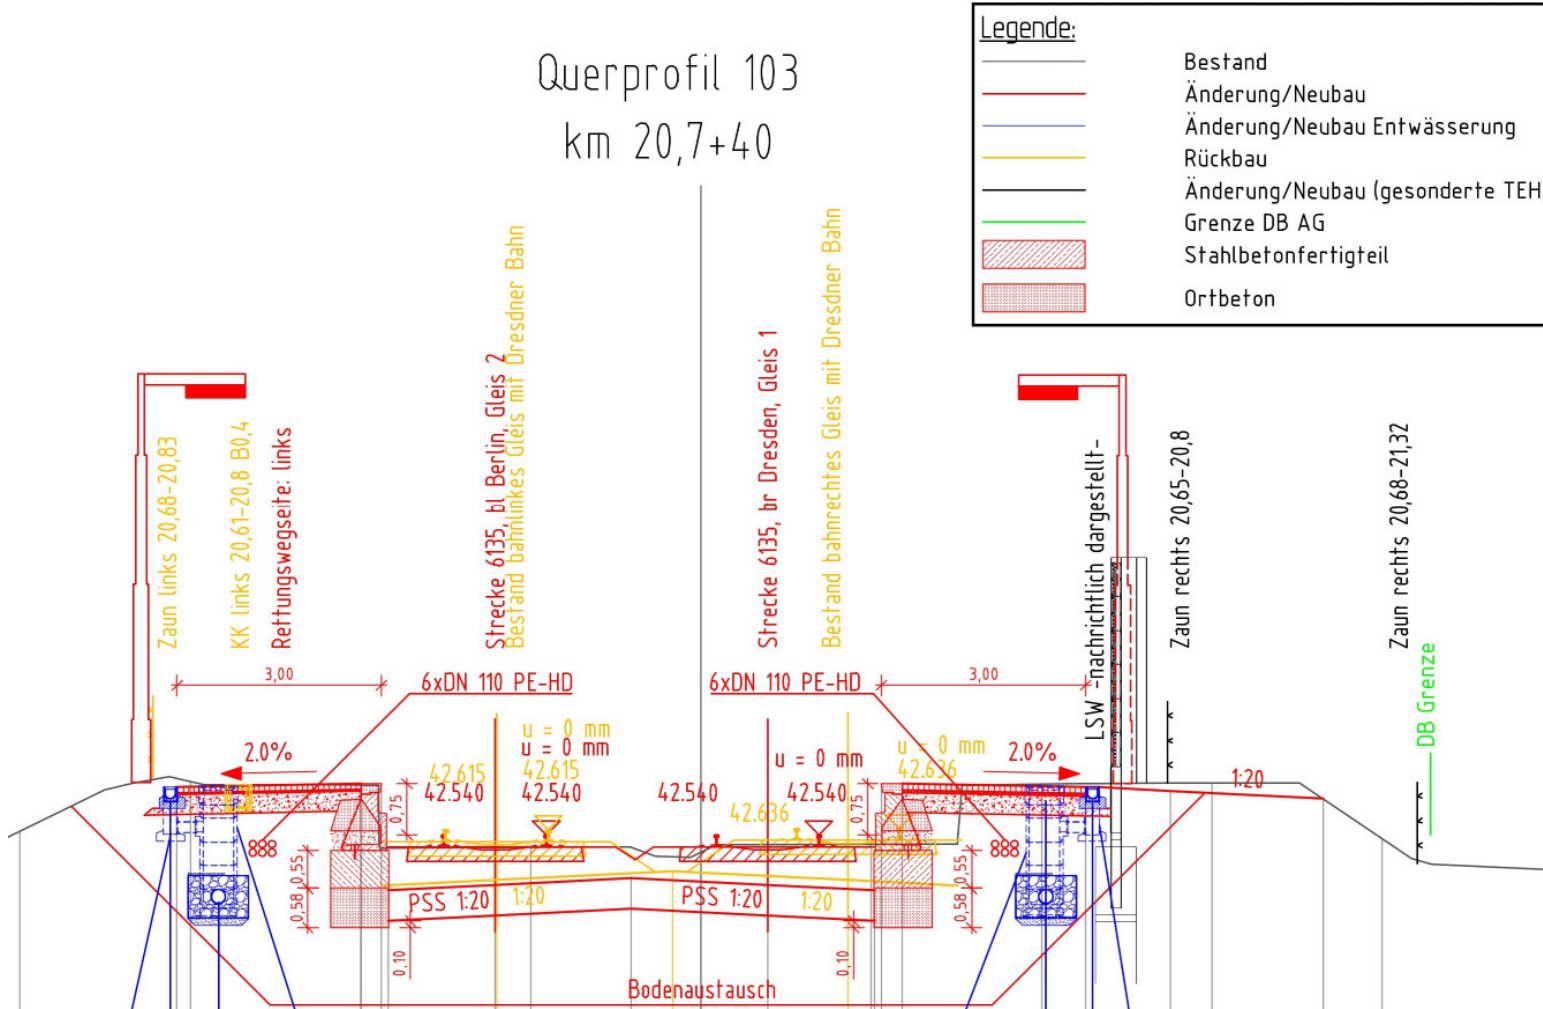 Querprofil 103
km 20,7+40
Legende:
Bestand
Änderung/Neubau
Änderung/Neubau Entwässerung
Rückbau
Änderung/Neubau (gesonderte TEH
Grenze DB AG
Stahlbetonfertigteil
Ortbeton
Zaun links 20,68-20,83
KK links 20,61-20,8 B0,4
Rettungswegseite: links
Strecke 6135, bl Berlin, Gleis 2
Bestand bahnlinkes Gleis mit Dresdner Bahn
Strecke 6135, br Dresden, Gleis 1
Bestand bahnrechtes Gleis mit Dresdner Bahn
LSW -nachrichtlich dargestellt-
Zaun rechts 20,65-20,8
Zaun rechts 20,68-21,32
DB Grenze
3,00
6xDN 110 PE-HD
6xDN 110 PE-HD
3,00
u = 0 mm
u = 0 mm
u = 0 mm
u = 0 mm
2.0%
2.0%
42.615
42.615
42.636
42.540
42.540
42.540
42.540
42.636
1:20
0,75
0,75
0,55
0,55
0,58
0,58
PSS 1:20
1:20
PSS 1:20
1:20
0,10
0,10
Bodenaustausch